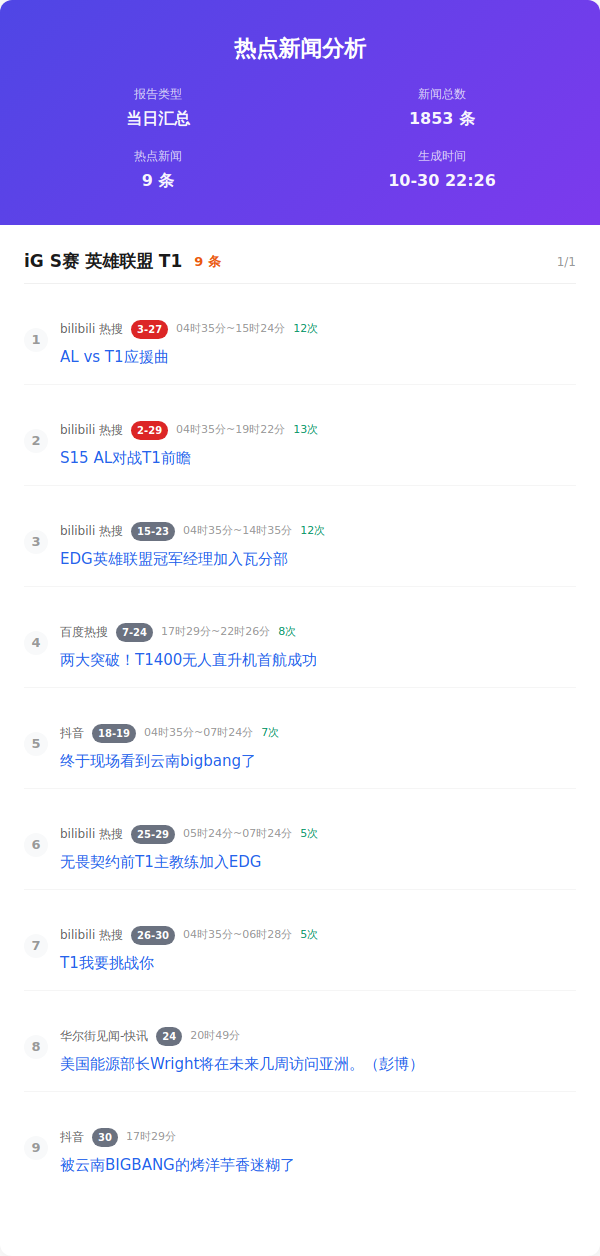 热点新闻分析
报告类型
新闻总数
当日汇总
1853 条
热点新闻
生成时间
9 条
10-30 22:26
iG S赛 英雄联盟 T1 9 条 1/1
1
bilibili 热搜 3-27 04时35分~15时24分 12次
AL vs T1应援曲
2
bilibili 热搜 2-29 04时35分~19时22分 13次
S15 AL对战T1前瞻
3
bilibili 热搜 15-23 04时35分~14时35分 12次
EDG英雄联盟冠军经理加入瓦分部
4
百度热搜 7-24 17时29分~22时26分 8次
两大突破！T1400无人直升机首航成功
5
抖音 18-19 04时35分~07时24分 7次
终于现场看到云南bigbang了
6
bilibili 热搜 25-29 05时24分~07时24分 5次
无畏契约前T1主教练加入EDG
7
bilibili 热搜 26-30 04时35分~06时28分 5次
T1我要挑战你
8
华尔街见闻-快讯 24 20时49分
美国能源部长Wright将在未来几周访问亚洲。（彭博）
9
抖音 30 17时29分
被云南BIGBANG的烤洋芋香迷糊了